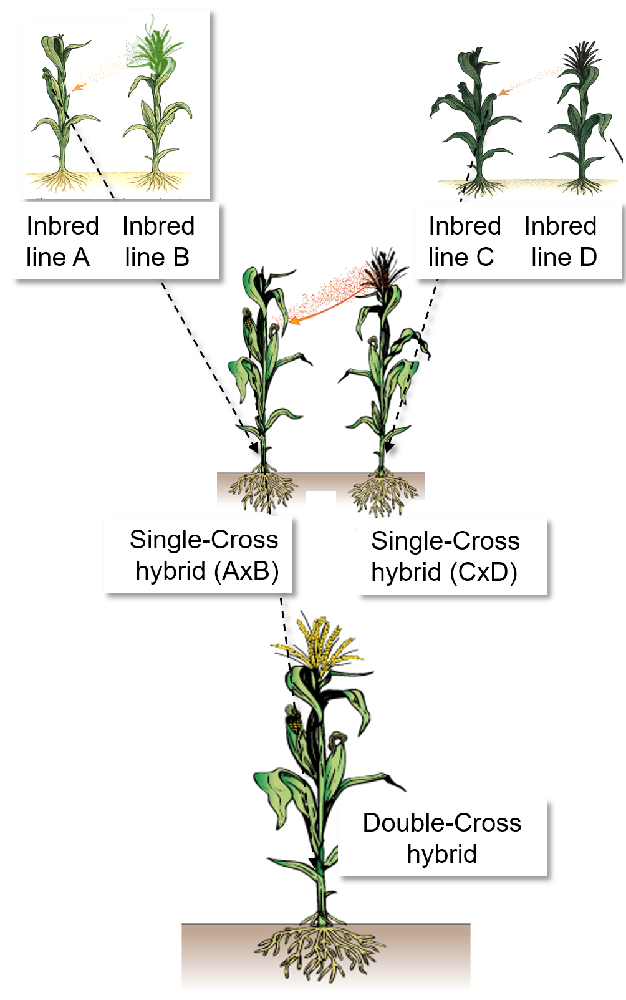 Inbred Inbred
line A line B
Inbred Inbred
line C line D
Single-Cross
hybrid (AxB)
Single-Cross
hybrid (CxD)
Double-Cross
hybrid